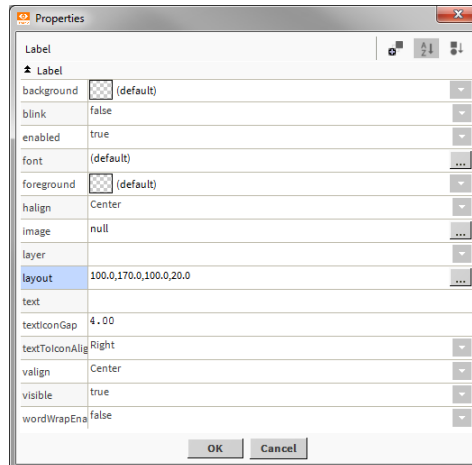 Properties
Label
Label
background (default)
blink false
enabled true
font (default) ...
foreground (default)
halign Center
image null ...
layer
layout 100.0,170.0,100.0,20.0 ...
text
textIconGap 4.00
textToIconAlig Right
valign Center
visible true
wordWrapEna false
OK Cancel